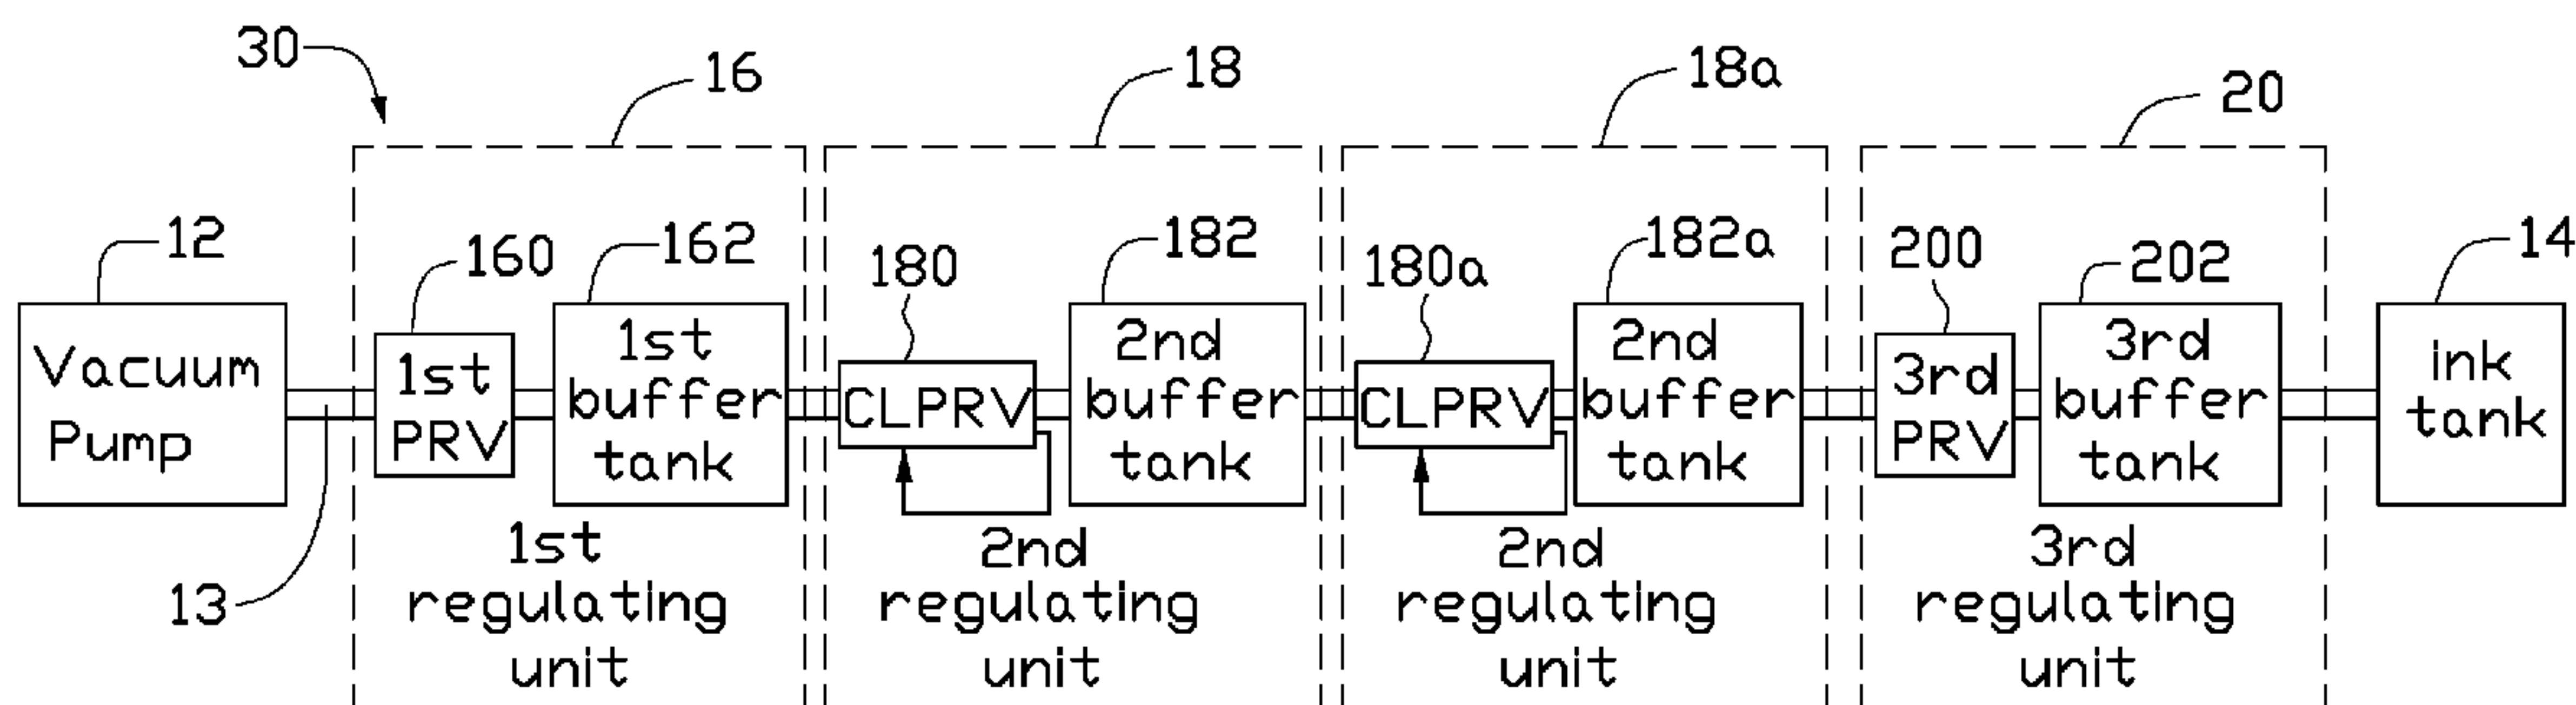 30
16
18
18a
20
12
160
162
180
182
180a
182a
200
202
14
Vacuum
Pump
1st
PRV
1st
buffer
tank
CLPRV
2nd
buffer
tank
CLPRV
2nd
buffer
tank
3rd
PRV
3rd
buffer
tank
ink
tank
13
1st
regulating
unit
2nd
regulating
unit
2nd
regulating
unit
3rd
regulating
unit